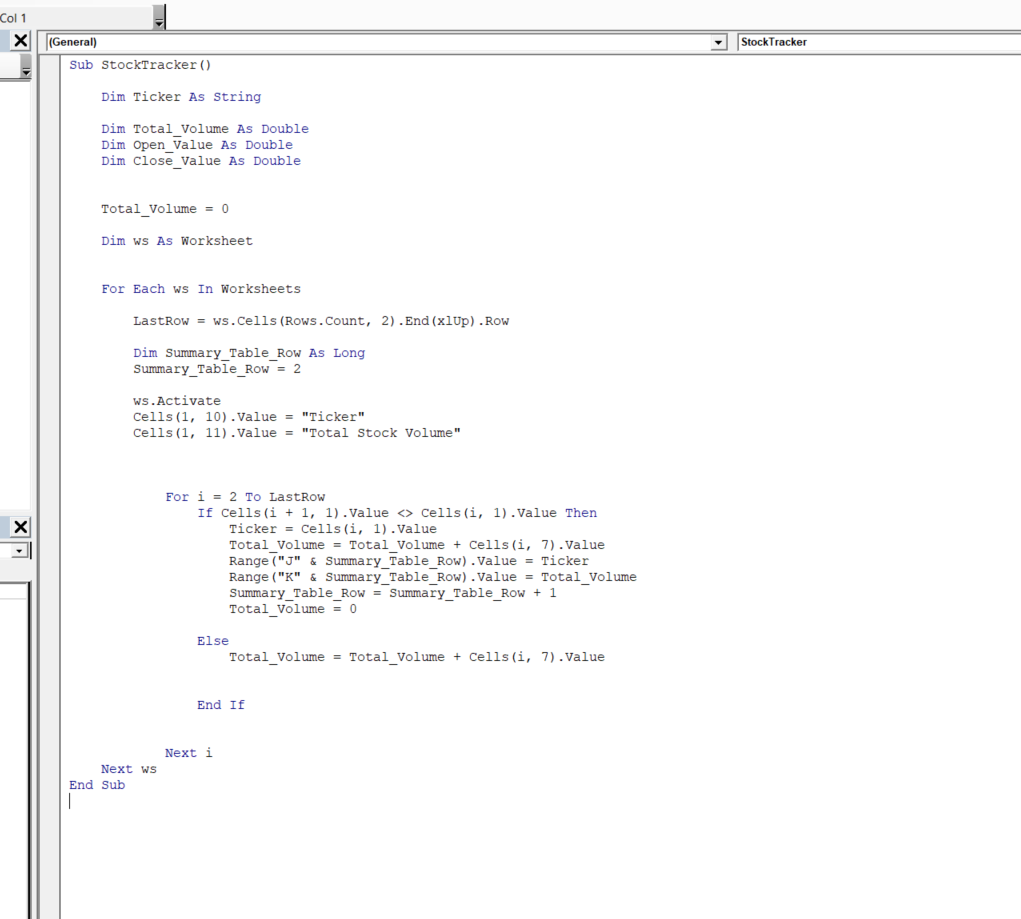 Col 1
(General)
StockTracker
Sub StockTracker()
Dim Ticker As String
Dim Total_Volume As Double
Dim Open_Value As Double
Dim Close_Value As Double
Total_Volume = 0
Dim ws As Worksheet
For Each ws In Worksheets
LastRow = ws.Cells(Rows.Count, 2).End(xlUp).Row
Dim Summary_Table_Row As Long
Summary_Table_Row = 2
ws.Activate
Cells(1, 10).Value = "Ticker"
Cells(1, 11).Value = "Total Stock Volume"
For i = 2 To LastRow
If Cells(i + 1, 1).Value <> Cells(i, 1).Value Then
Ticker = Cells(i, 1).Value
Total_Volume = Total_Volume + Cells(i, 7).Value
Range("J" & Summary_Table_Row).Value = Ticker
Range("K" & Summary_Table_Row).Value = Total_Volume
Summary_Table_Row = Summary_Table_Row + 1
Total_Volume = 0
Else
Total_Volume = Total_Volume + Cells(i, 7).Value
End If
Next i
Next ws
End Sub